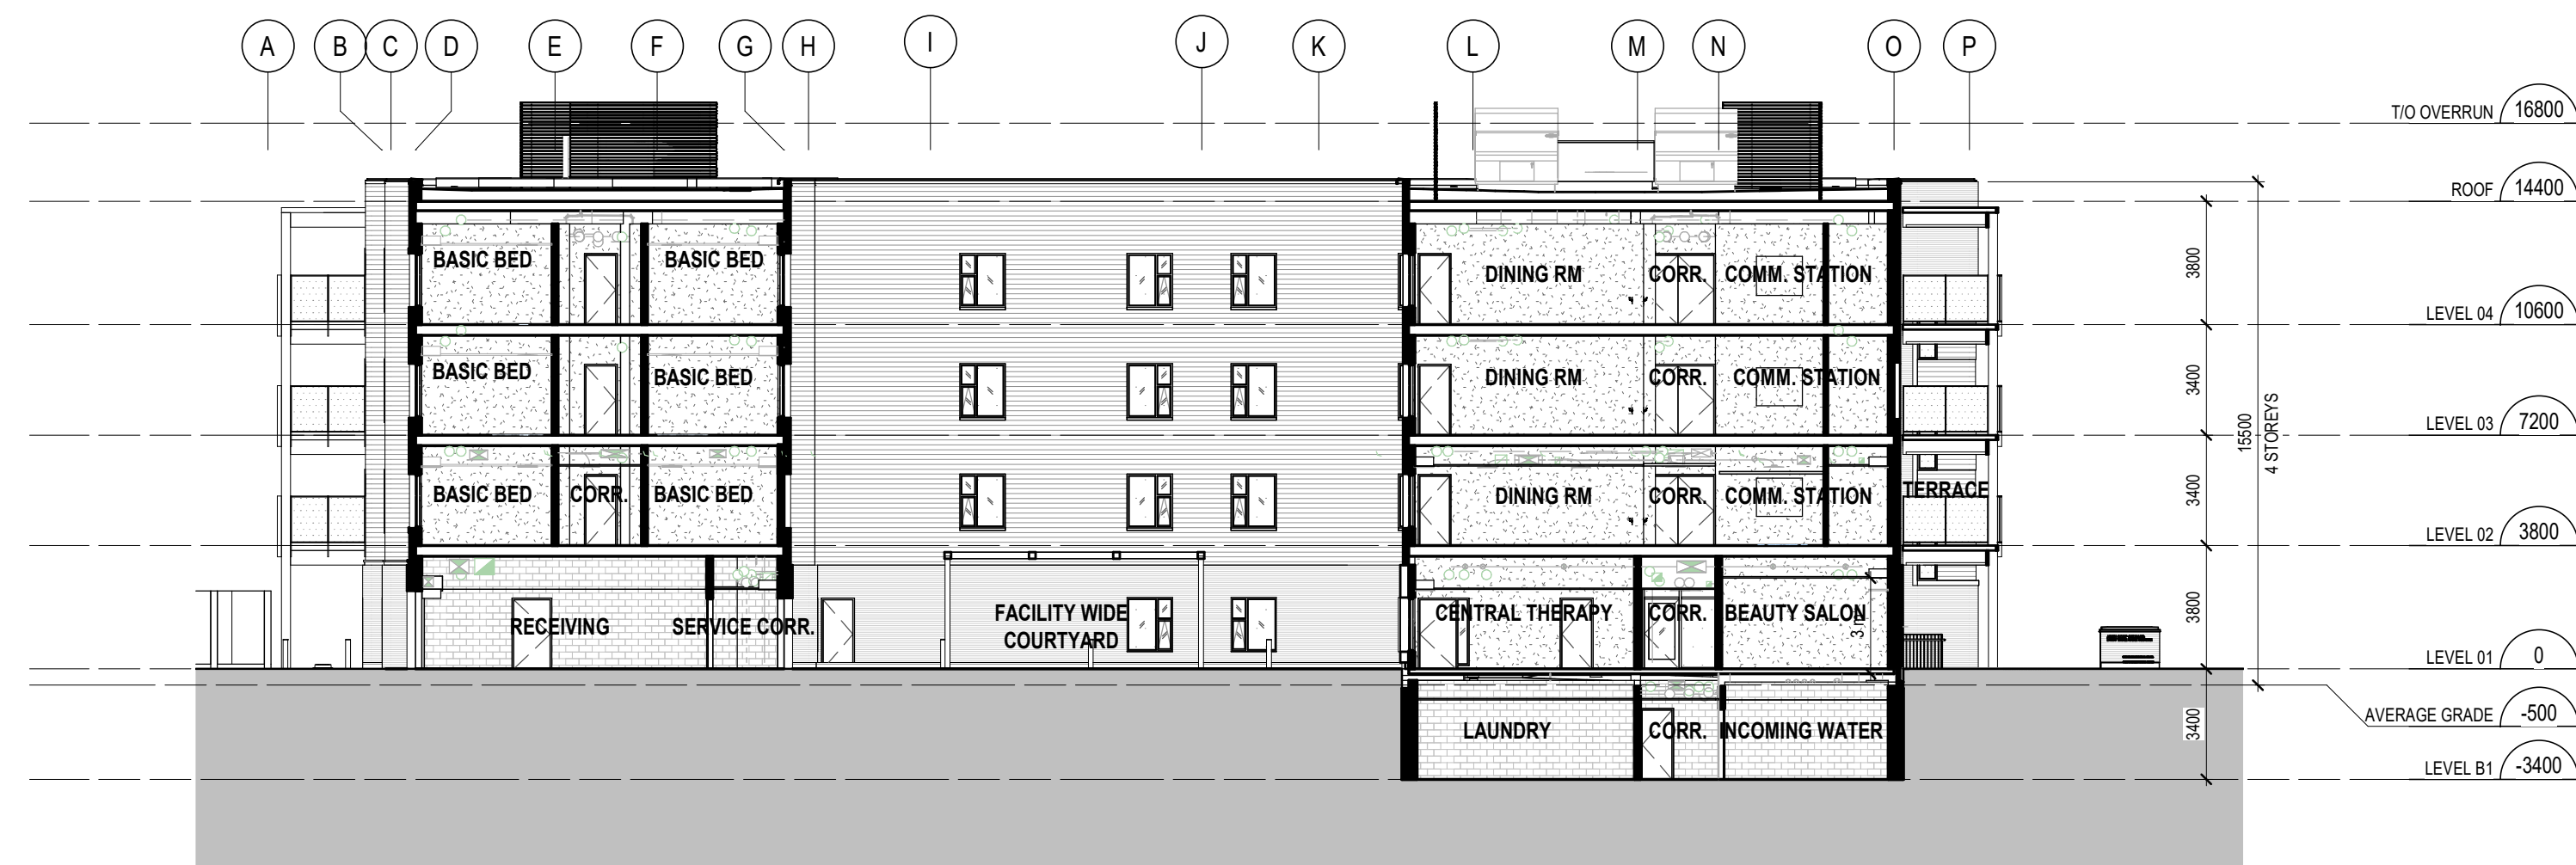 A B C D E F G H I J K L M N O P
T/O OVERRUN 16800
ROOF 14400
BASIC BED BASIC BED DINING RM CORR. COMM. STATION 3800
LEVEL 04 10600
BASIC BED BASIC BED DINING RM CORR. COMM. STATION 3400
LEVEL 03 7200
15500
4 STOREYS
BASIC BED CORR. BASIC BED DINING RM CORR. COMM. STATION TERRACE 3400
LEVEL 02 3800
RECEIVING SERVICE CORR. FACILITY WIDE
COURTYARD
CENTRAL THERAPY CORR. BEAUTY SALON 3800
LEVEL 01 0
AVERAGE GRADE -500
LAUNDRY CORR. INCOMING WATER 3400
LEVEL B1 -3400